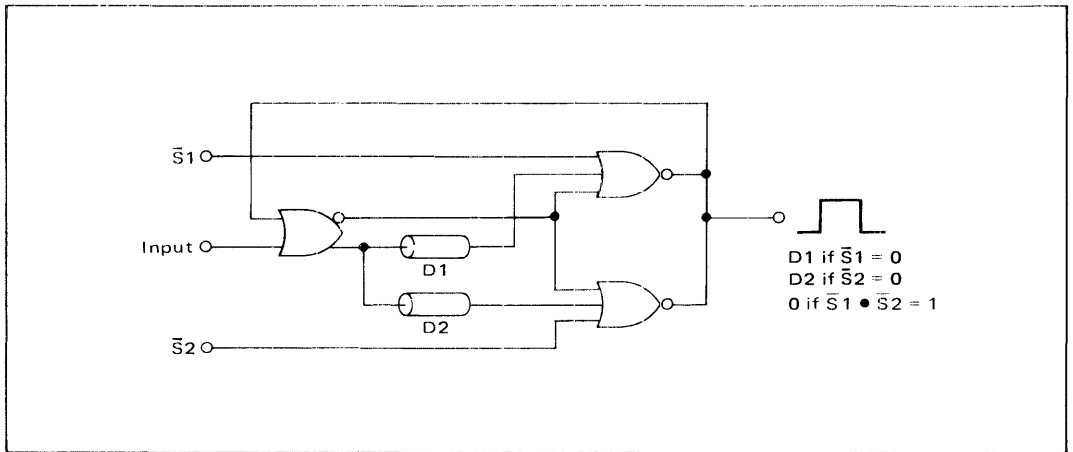 S̄1
Input
D1
D2
S̄2
D1 if S̄1 = 0
D2 if S̄2 = 0
0 if S̄1 ● S̄2 = 1